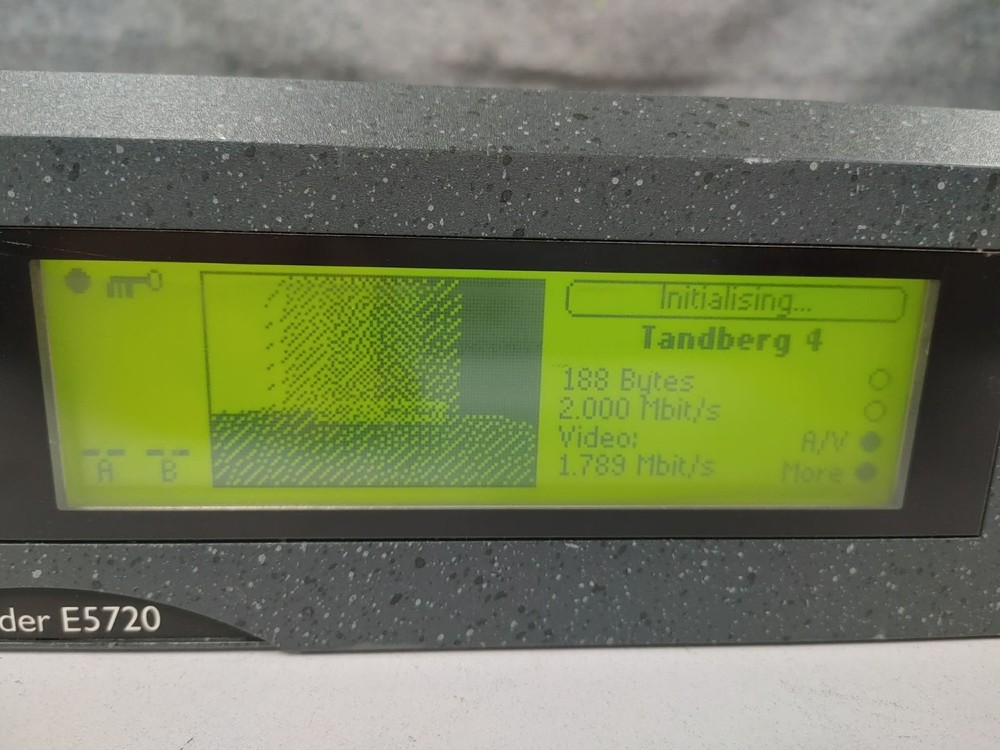 Initialising...
Tandberg 4
188 Bytes
2.000 Mbit/s
Video:
A/V
1.789 Mbit/s
More
A B
der E5720